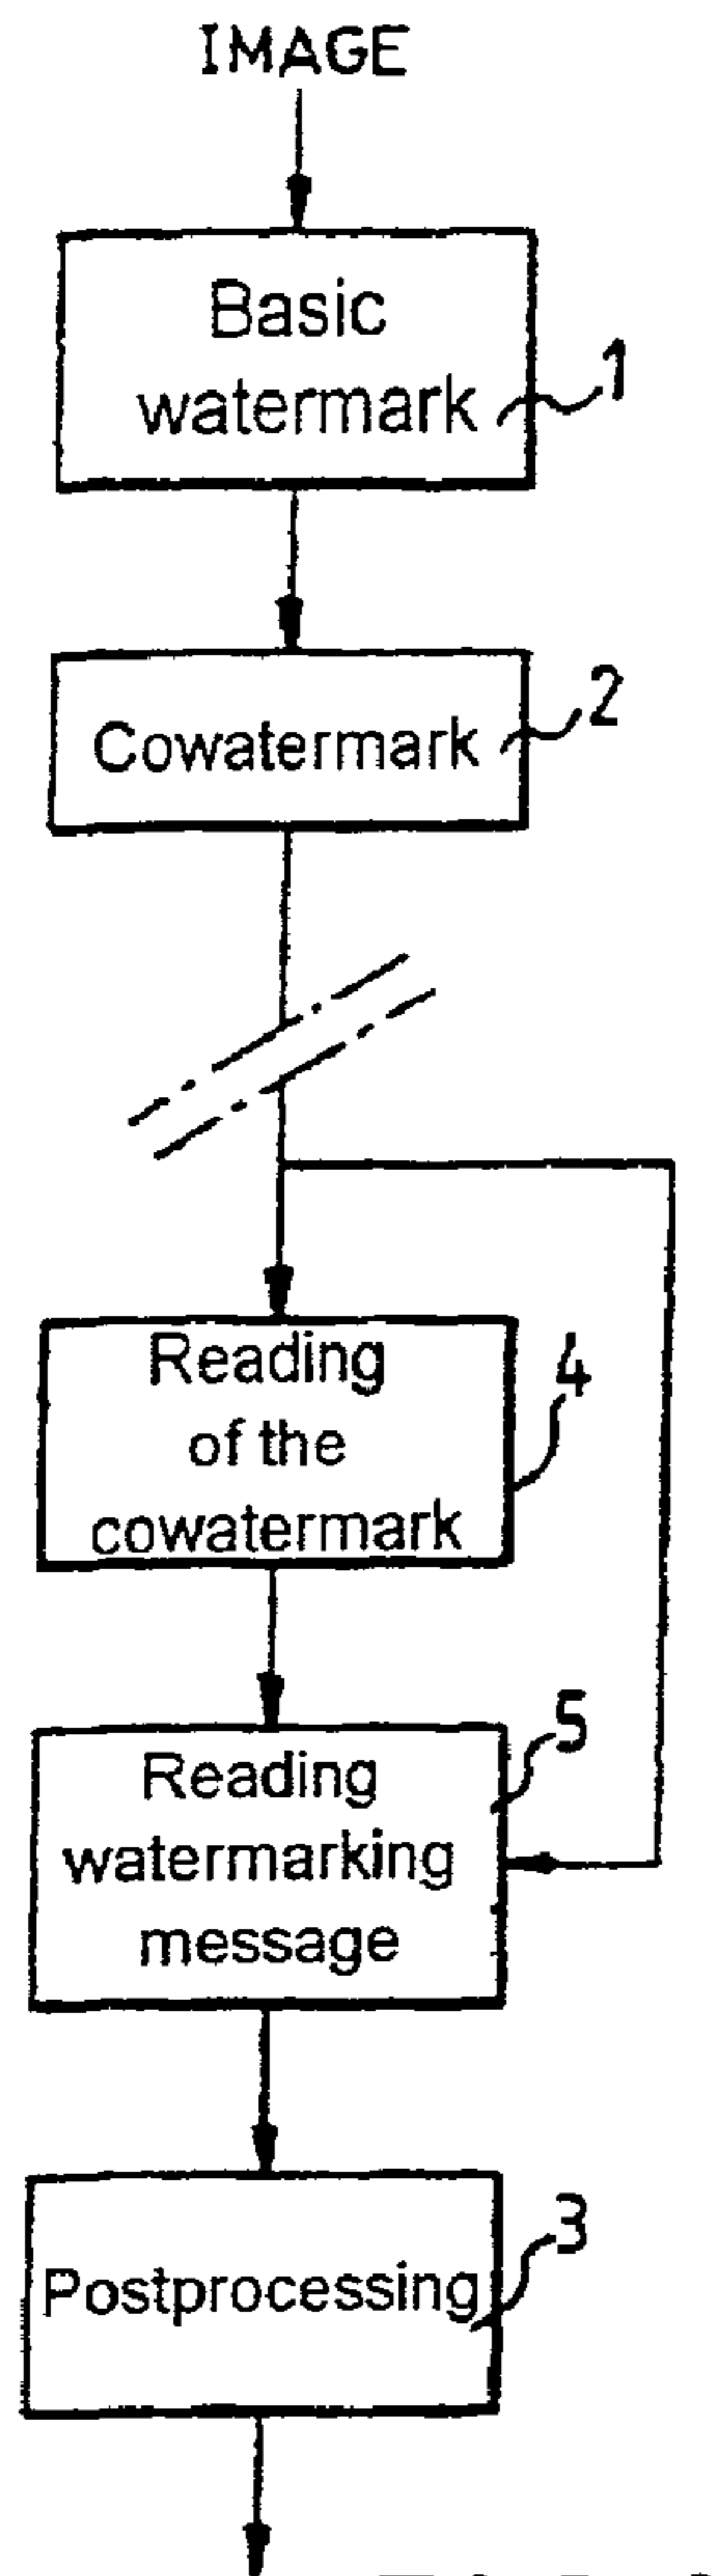 IMAGE
Basic
watermark
1
Cowatermark
2
Reading
of the
cowatermark
4
Reading
watermarking
message
5
Postprocessing
3